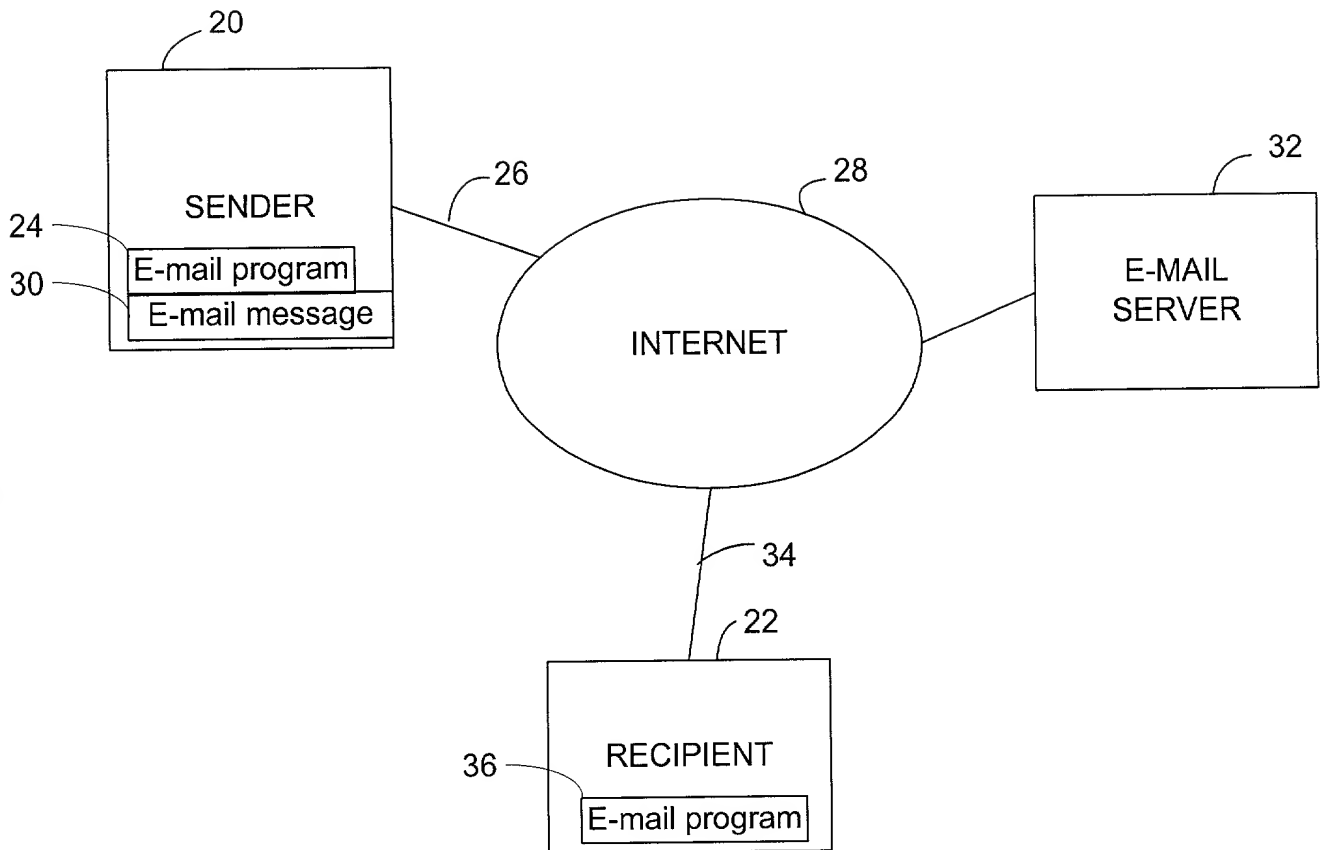 20
SENDER
24
E-mail program
30
E-mail message
26
28
INTERNET
32
E-MAIL
SERVER
34
22
RECIPIENT
36
E-mail program